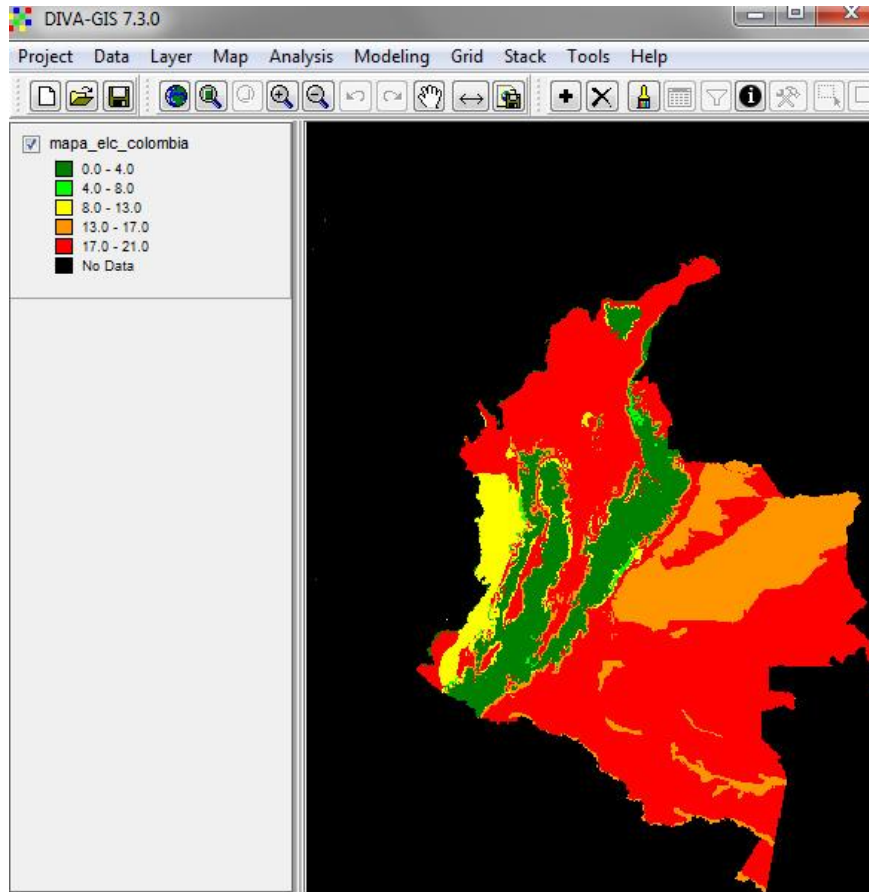 DIVA-GIS 7.3.0
Project Data Layer Map Analysis Modeling Grid Stack Tools Help
mapa_elc_colombia
0.0 - 4.0
4.0 - 8.0
8.0 - 13.0
13.0 - 17.0
17.0 - 21.0
No Data